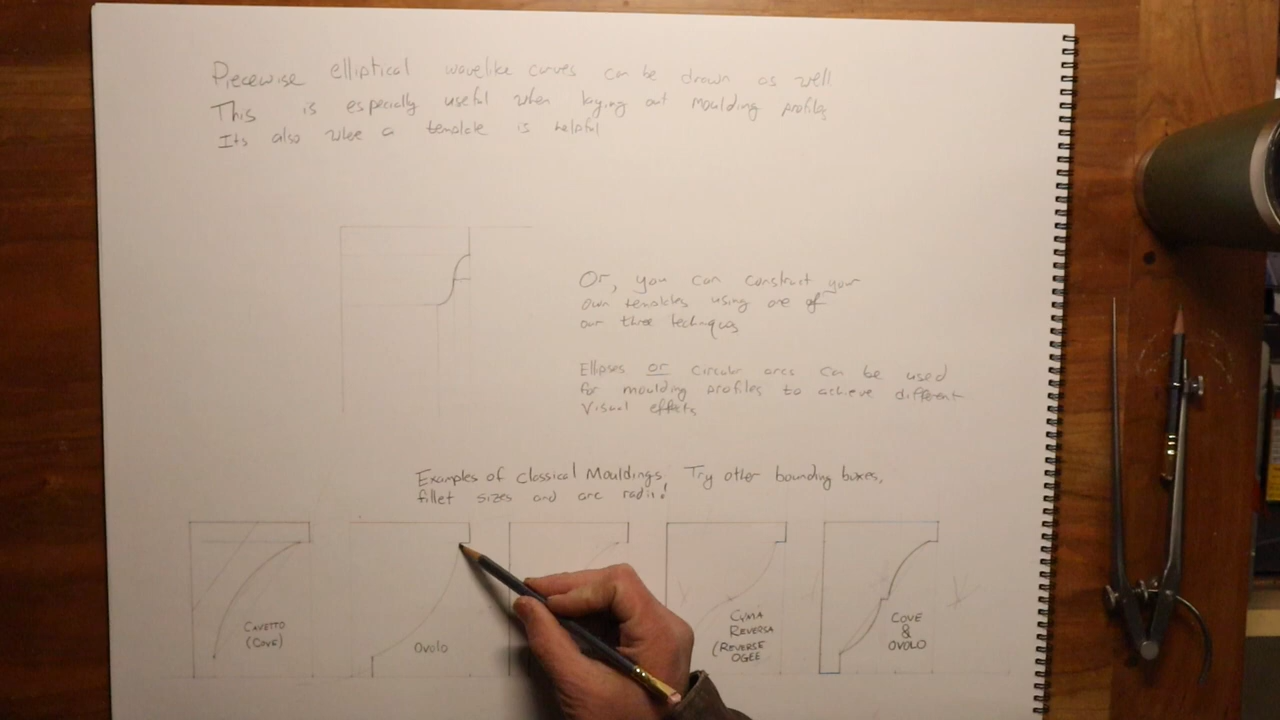 Piecewise elliptical wavelike curves can be drawn as well.
This is especially useful when laying out moulding profiles
Its also where a template is helpful
Or, you can construct your
own templates using one of
our three techniques
Ellipses or circular arcs can be used
for moulding profiles to achieve different
visual effects
Examples of Classical Mouldings. Try other bounding boxes,
fillet sizes and arc radii!
CAVETTO
(COVE)
OVOLO
CYMA
REVERSA
(REVERSE
OGEE
COVE
&
OVOLO